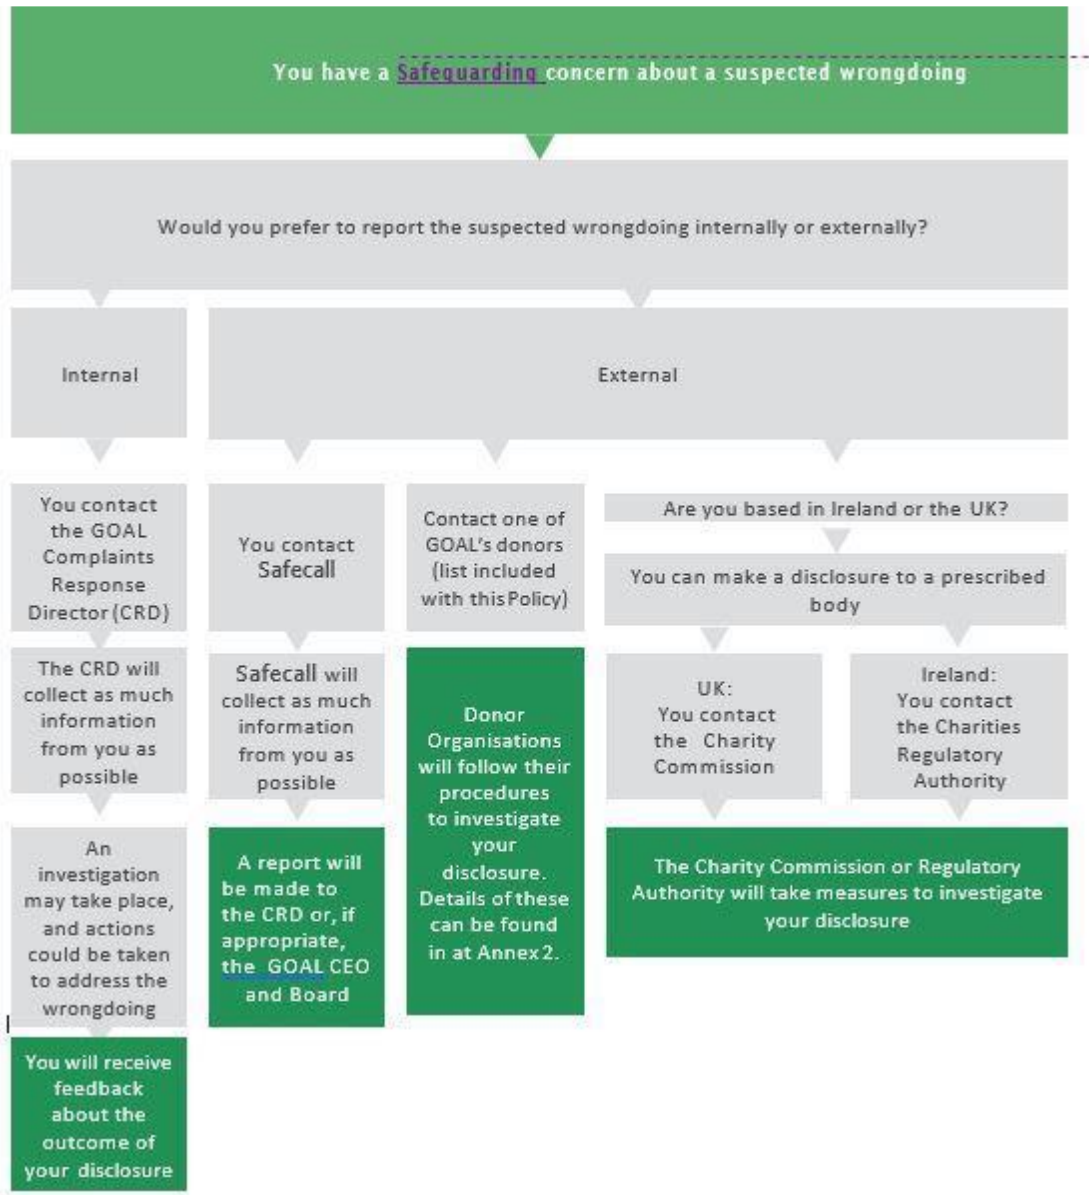 You have a Safeguarding concern about a suspected wrongdoing
Would you prefer to report the suspected wrongdoing internally or externally?
Internal
External
You contact
the GOAL
Complaints
Response
Director (CRD)
The CRD will
collect as much
information
from you as
possible
An
investigation
may take place,
and actions
could be taken
to address the
wrongdoing
You will receive
feedback
about the
outcome of
your disclosure
You contact
Safecall
Safecall will
collect as much
information
from you as
possible
A report will
be made to
the CRD or, if
appropriate,
the GOAL CEO
and Board
Contact one of
GOAL's donors
(list included
with this Policy)
Donor
Organisations
will follow their
procedures
to investigate
your
disclosure.
Details of these
can be found
in at Annex 2.
Are you based in Ireland or the UK?
You can make a disclosure to a prescribed
body
UK:
You contact
the Charity
Commission
Ireland:
You contact
the Charities
Regulatory
Authority
The Charity Commission or Regulatory
Authority will take measures to investigate
your disclosure